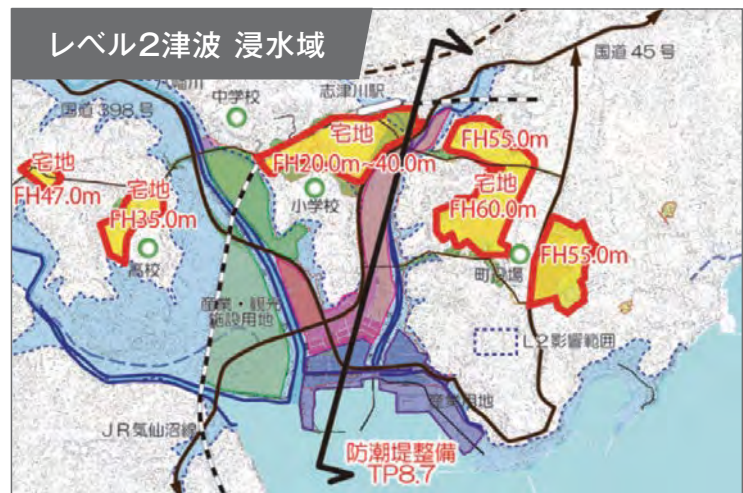 レベル2津波 浸水域
国道45号
八幡川
中学校
志津川駅
国道398号
宅地
FH20.0m~40.0m
FH55.0m
宅地
FH47.0m
宅地
FH35.0m
小学校
宅地
FH60.0m
高校
町役場
FH55.0m
産業・観光
施設用地
L2影響範囲
産業用地
JR気仙沼線
防潮堤整備
TP8.7